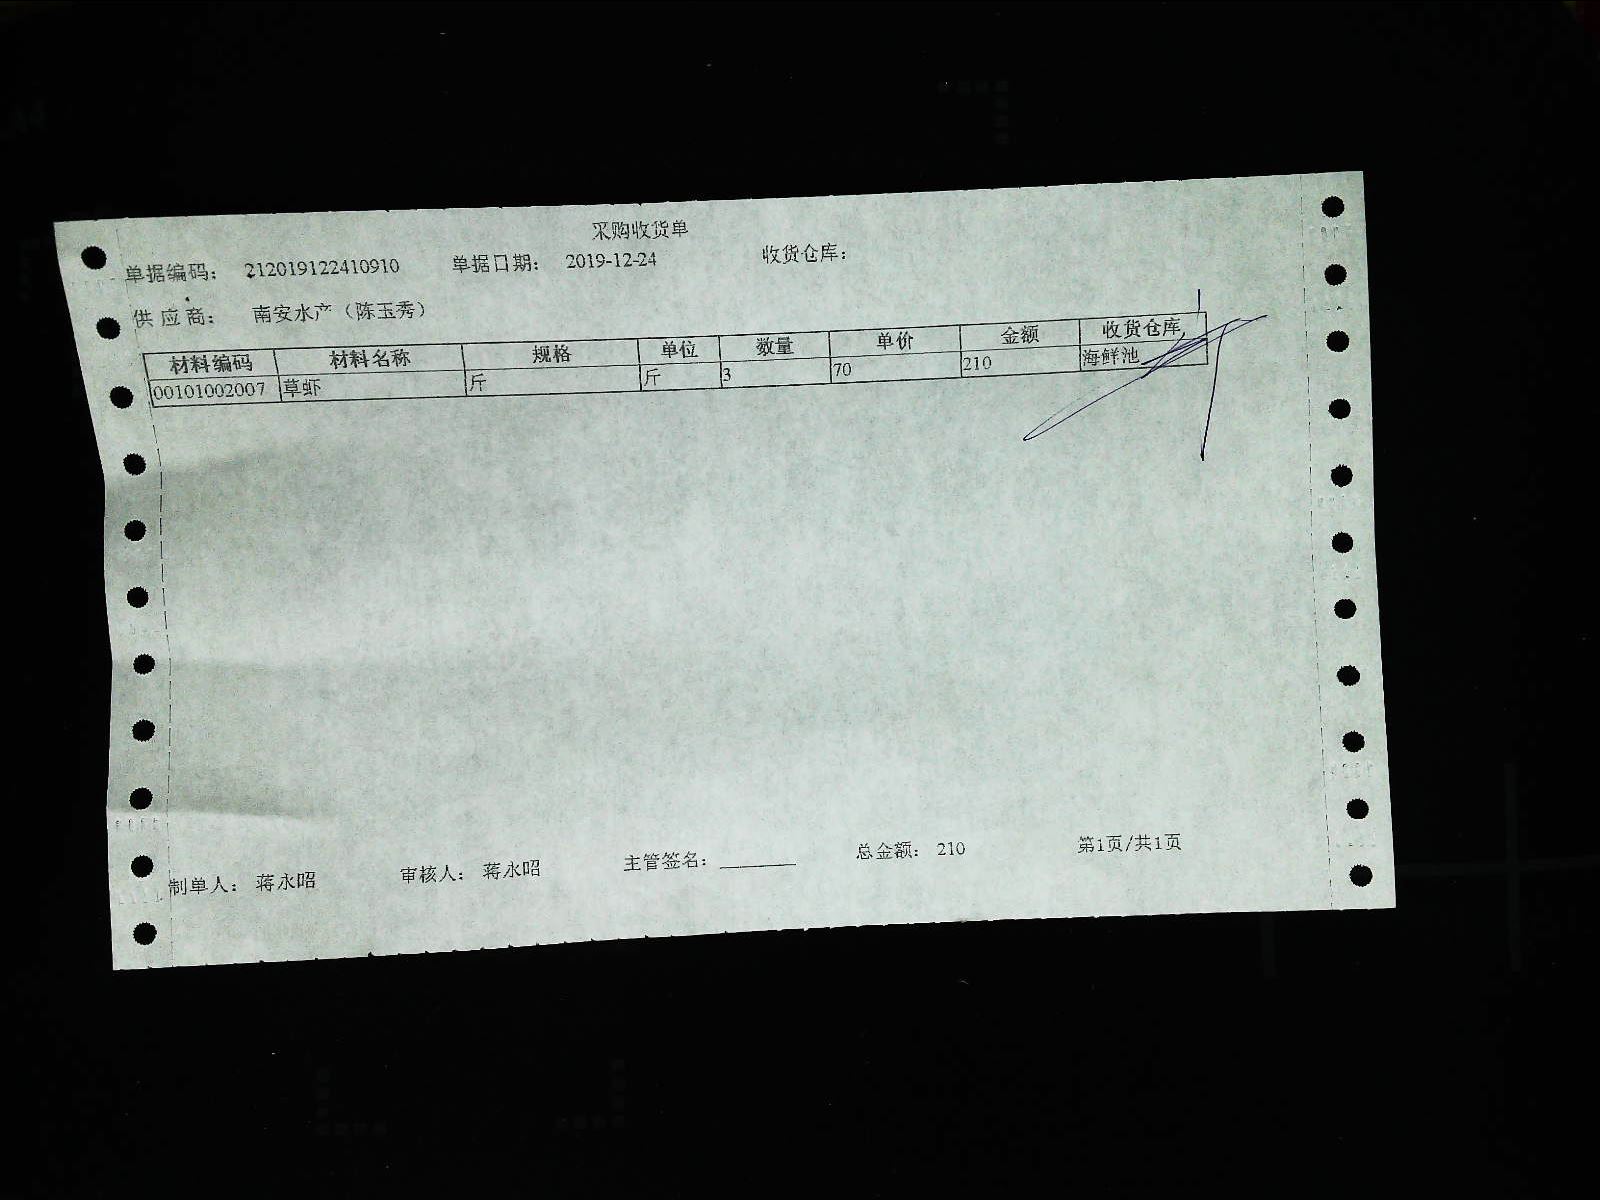 采购收货单
单据编码： 212019122410910 单据日期： 2019-12-24 收货仓库：
供应商： 南安水产（陈玉秀）
材料编码 材料名称 规格 单位 数量 单价 金额 收货仓库
00101002007 草虾 斤 斤 3 70 210 海鲜池
制单人： 蒋永昭 审核人： 蒋永昭 主管签名： 总金额： 210 第1页/共1页